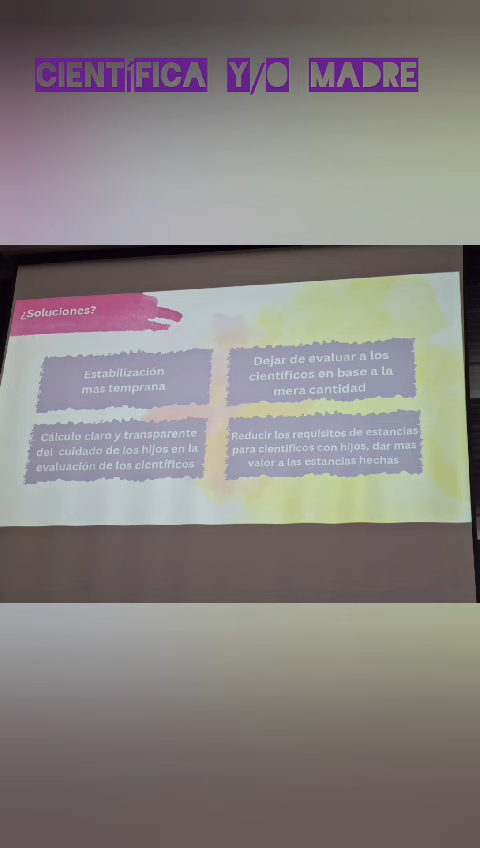 CIENTÍFICA Y/O MADRE
¿Soluciones?
Estabilización
mas temprana
Dejar de evaluar a los
científicos en base a la
mera cantidad
Cálculo claro y transparente
del cuidado de los hijos en la
evaluación de los científicos
Reducir los requisitos de estancias
para científicos con hijos, dar mas
valor a las estancias hechas